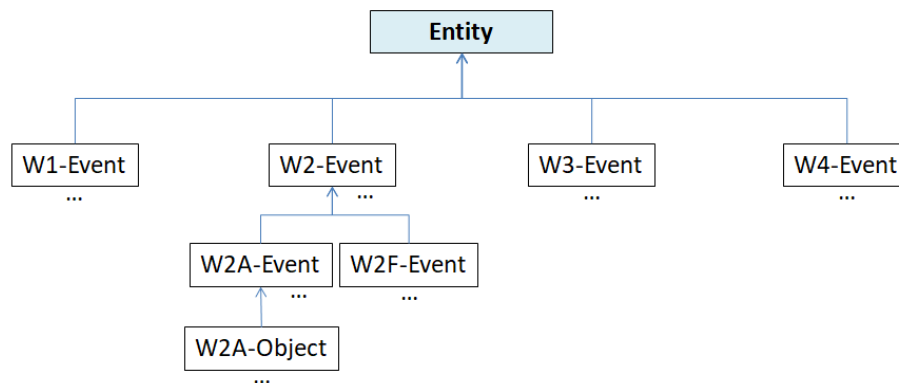 Entity
W1-Event
W2-Event
W3-Event
W4-Event
...
...
...
...
W2A-Event
W2F-Event
...
...
W2A-Object
...